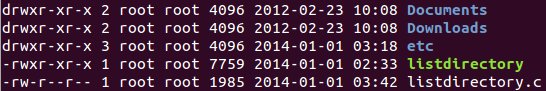 drwxr-xr-x 2 root root 4096 2012-02-23 10:08 Documents
drwxr-xr-x 2 root root 4096 2012-02-23 10:08 Downloads
drwxr-xr-x 3 root root 4096 2014-01-01 03:18 etc
-rwxr-xr-x 1 root root 7759 2014-01-01 02:33 listdirectory
-rw-r--r-- 1 root root 1985 2014-01-01 03:42 listdirectory.c